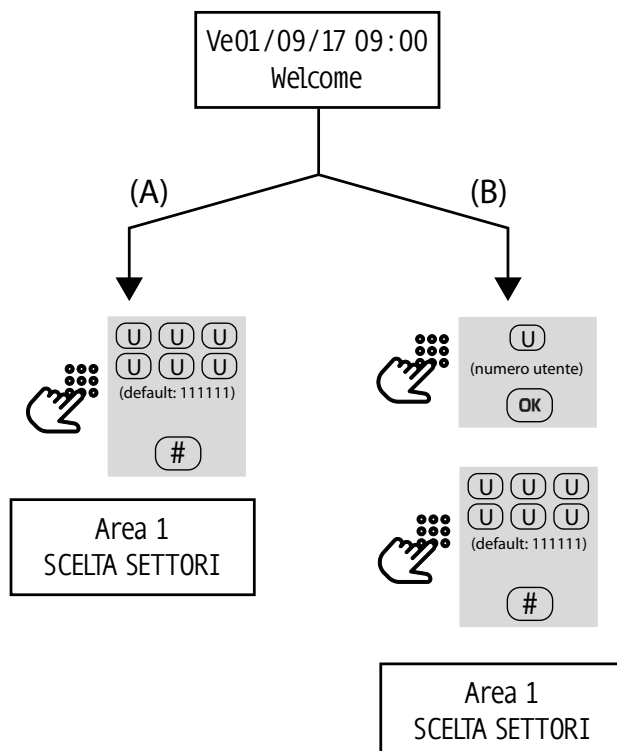 Ve01/09/17 09:00
Welcome
(A)
(B)
U U U
U U U
(default: 111111)
#
Area 1
SCELTA SETTORI
U
(numero utente)
OK
U U U
U U U
(default: 111111)
#
Area 1
SCELTA SETTORI